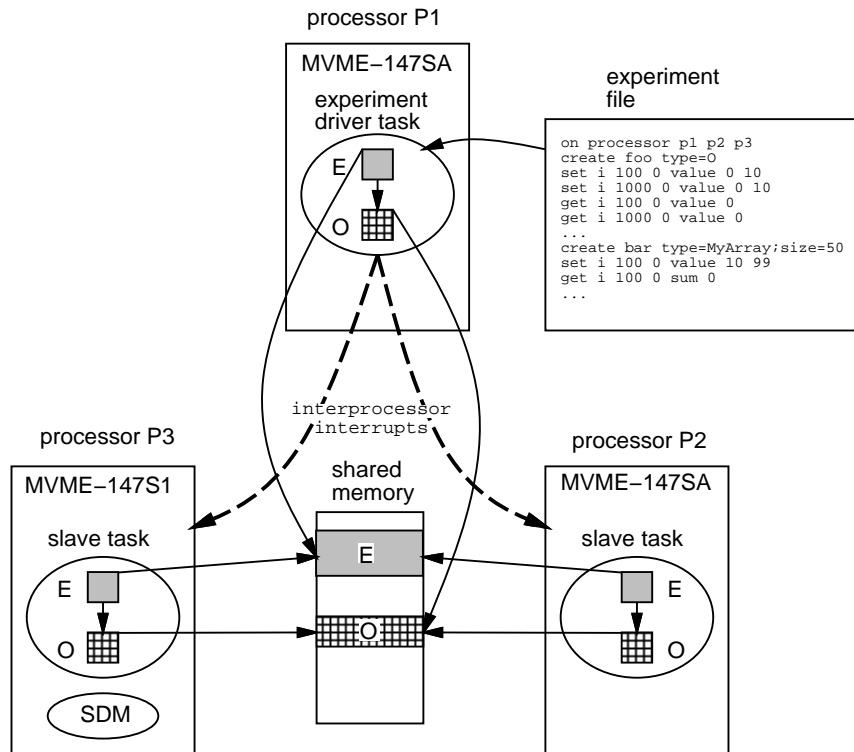 processor P1
MVME−147SA
experiment
driver task
E
O
experiment
file
on processor p1 p2 p3
create foo type=O
set i 100 0 value 0 10
set i 1000 0 value 0 10
get i 100 0 value 0
get i 1000 0 value 0
...
create bar type=MyArray;size=50
set i 100 0 value 10 99
get i 100 0 sum 0
...
interprocessor
interrupts
processor P3
MVME−147S1
slave task
E
O
SDM
shared
memory
E
O
processor P2
MVME−147SA
slave task
E
O